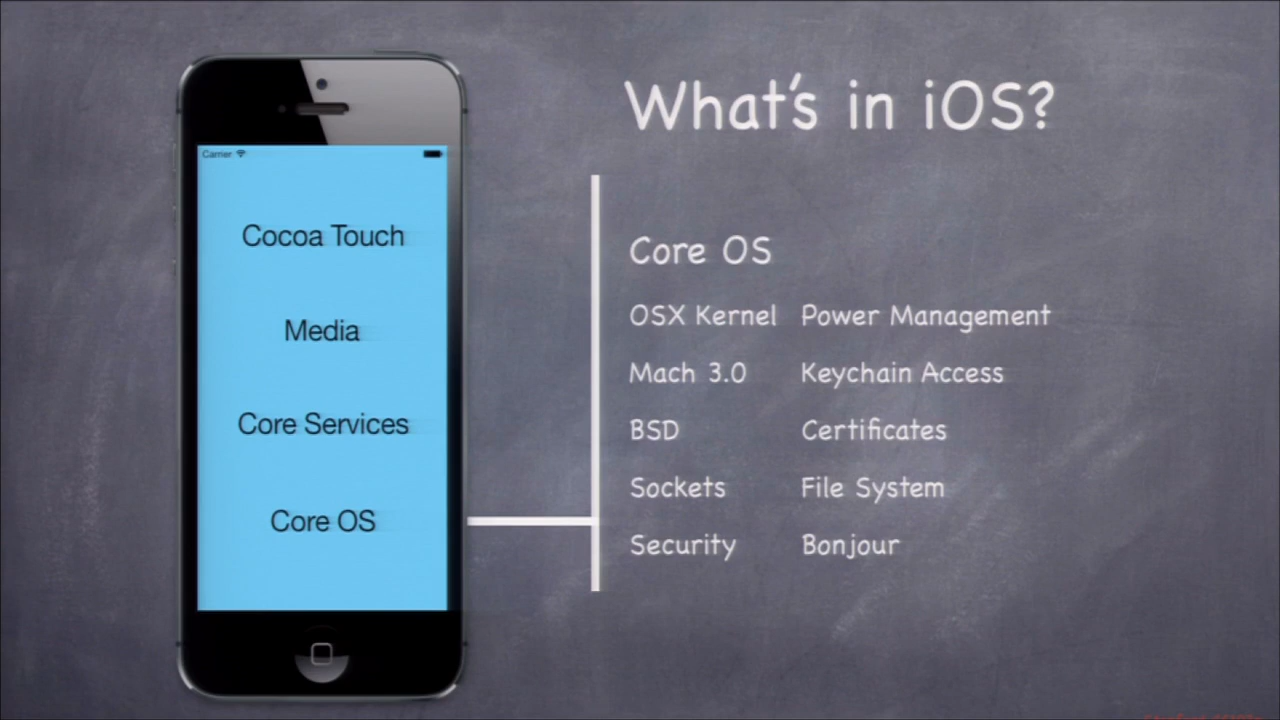 What's in iOS?
Carrier
Cocoa Touch
Media
Core Services
Core OS
Core OS
OSX Kernel Power Management
Mach 3.0 Keychain Access
BSD Certificates
Sockets File System
Security Bonjour